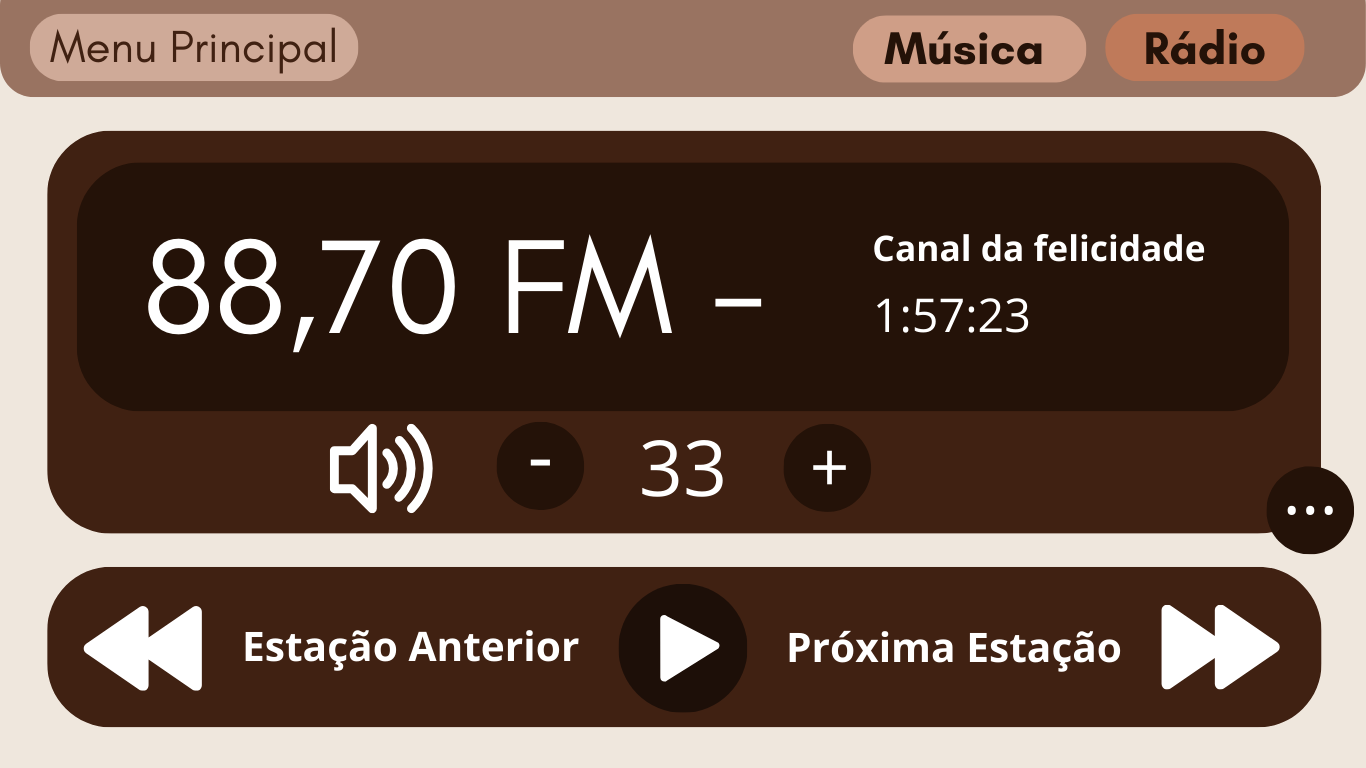 Menu Principal
Música
Rádio
88,70 FM –
Canal da felicidade
1:57:23
- 33 +
...
Estação Anterior
Próxima Estação